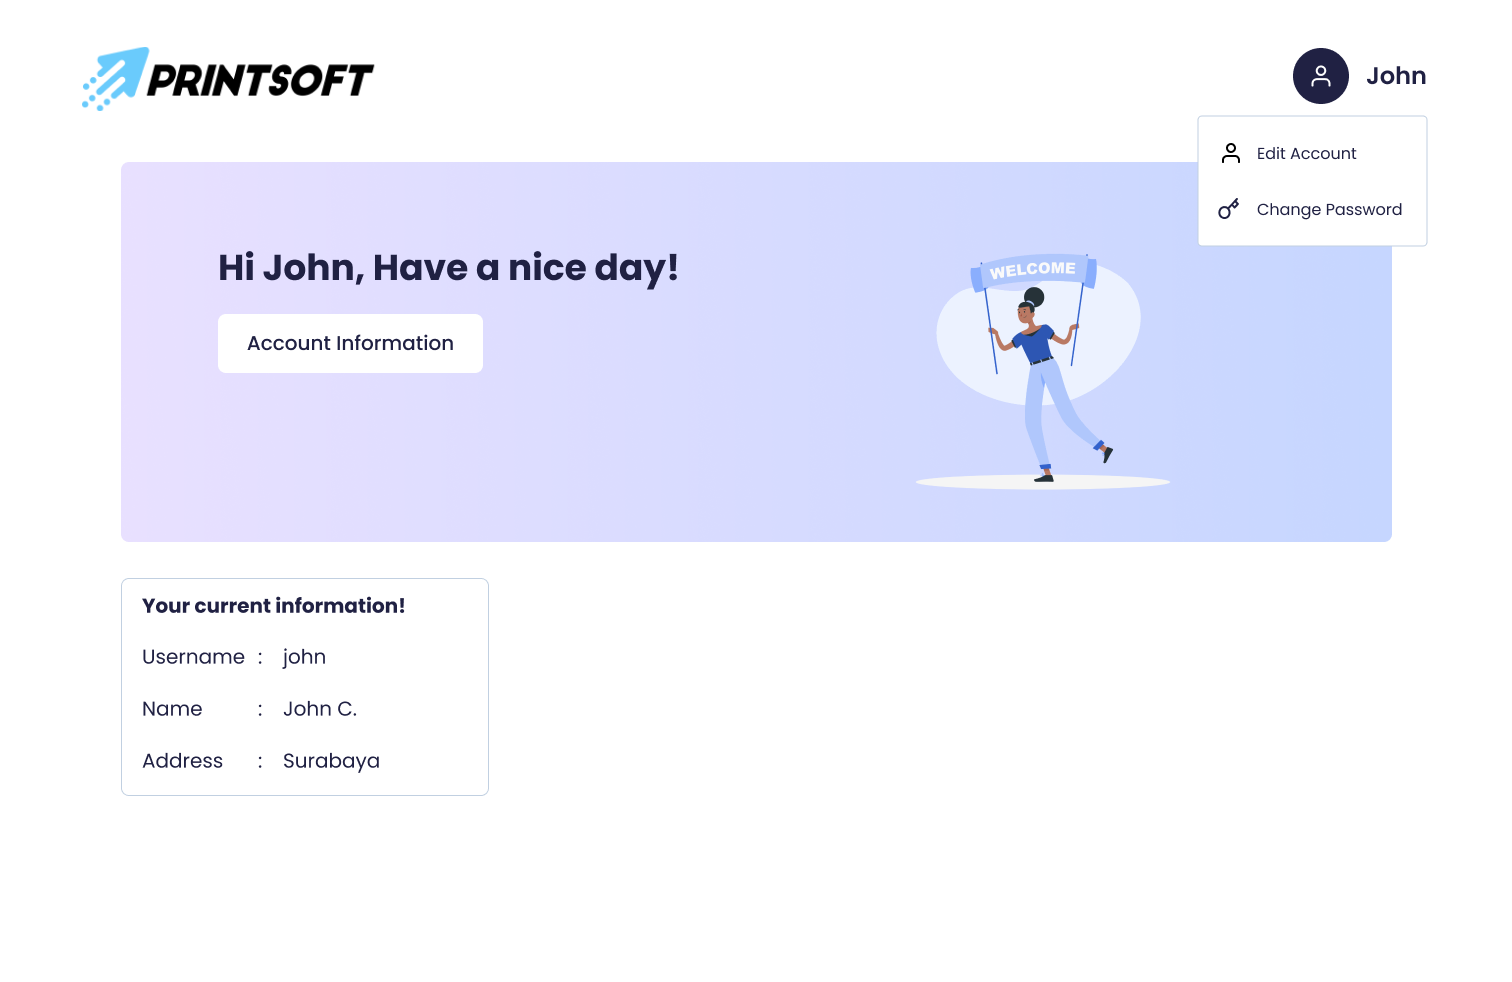 PRINTSOFT
John
Edit Account
Change Password
Hi John, Have a nice day!
Account Information
WELCOME
Your current information!
Username : john
Name : John C.
Address : Surabaya